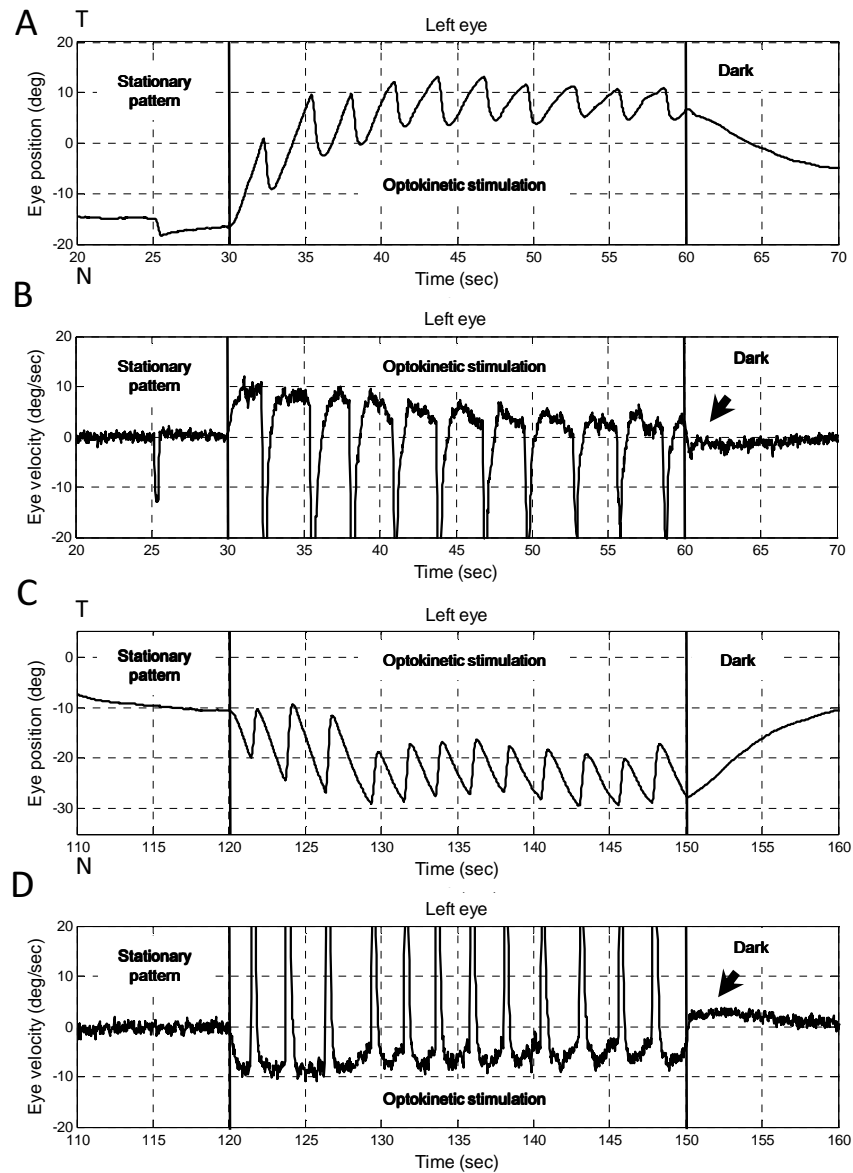 A
T
Left eye
Eye position (deg)
20
10
0
-10
-20
Stationary
pattern
Optokinetic stimulation
Dark
20 25 30 35 40 45 50 55 60 65 70
N
Time (sec)
B
Left eye
Eye velocity (deg/sec)
20
10
0
-10
-20
Stationary
pattern
Optokinetic stimulation
Dark
20 25 30 35 40 45 50 55 60 65 70
Time (sec)
C
T
Left eye
Eye position (deg)
0
-10
-20
-30
Stationary
pattern
Optokinetic stimulation
Dark
110 115 120 125 130 135 140 145 150 155 160
N
Time (sec)
D
Left eye
Eye velocity (deg/sec)
20
10
0
-10
-20
Stationary
pattern
Dark
Optokinetic stimulation
110 115 120 125 130 135 140 145 150 155 160
Time (sec)